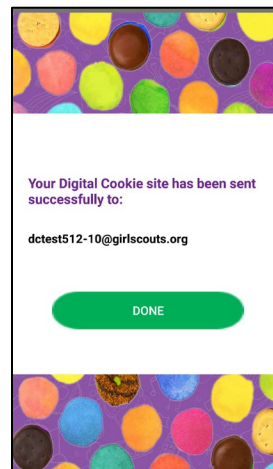 Your Digital Cookie site has been sent
successfully to:
dctest512-10@girlscouts.org
DONE